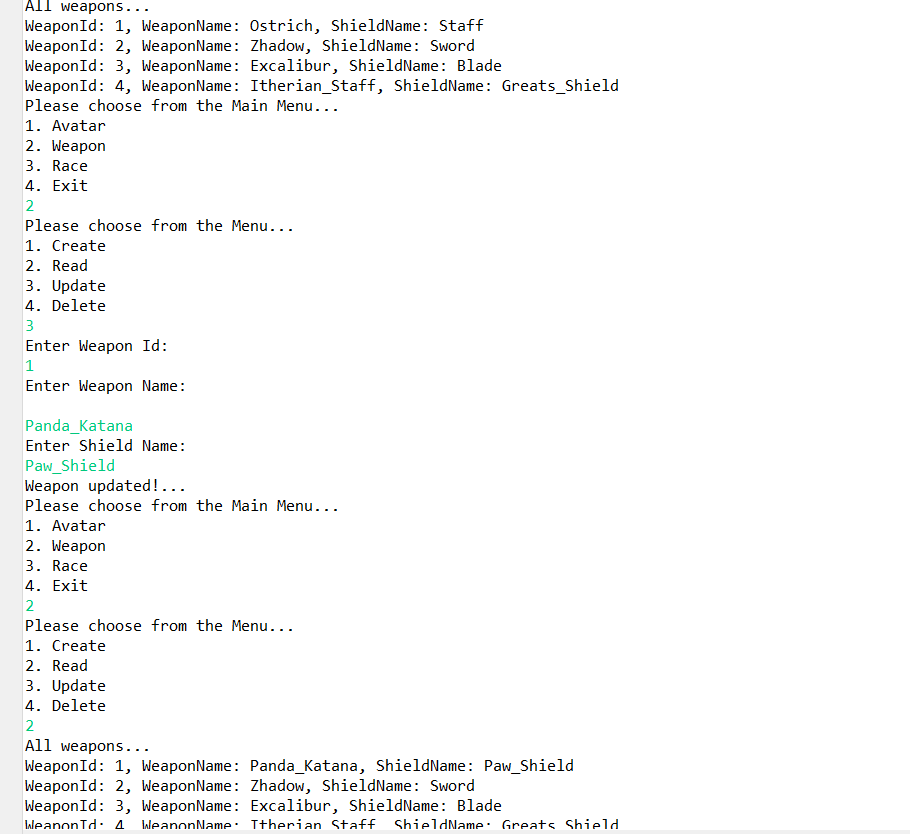 All weapons...
WeaponId: 1, WeaponName: Ostrich, ShieldName: Staff
WeaponId: 2, WeaponName: Zhadow, ShieldName: Sword
WeaponId: 3, WeaponName: Excalibur, ShieldName: Blade
WeaponId: 4, WeaponName: Itherian_Staff, ShieldName: Greats_Shield
Please choose from the Main Menu...
1. Avatar
2. Weapon
3. Race
4. Exit
2
Please choose from the Menu...
1. Create
2. Read
3. Update
4. Delete
3
Enter Weapon Id:
1
Enter Weapon Name:
Panda_Katana
Enter Shield Name:
Paw_Shield
Weapon updated!...
Please choose from the Main Menu...
1. Avatar
2. Weapon
3. Race
4. Exit
2
Please choose from the Menu...
1. Create
2. Read
3. Update
4. Delete
2
All weapons...
WeaponId: 1, WeaponName: Panda_Katana, ShieldName: Paw_Shield
WeaponId: 2, WeaponName: Zhadow, ShieldName: Sword
WeaponId: 3, WeaponName: Excalibur, ShieldName: Blade
WeaponId: 4, WeaponName: Itherian_Staff, ShieldName: Greats_Shield